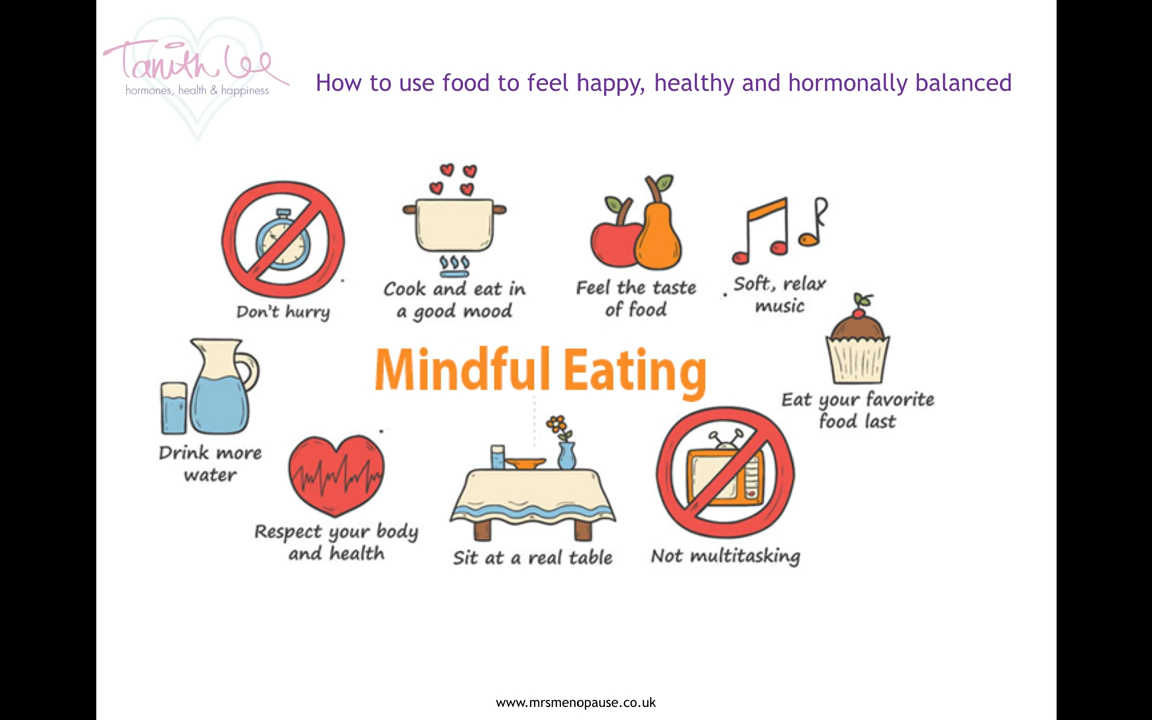 Tanith Lee
hormones, health & happiness
How to use food to feel happy, healthy and hormonally balanced
Don't hurry
Cook and eat in
a good mood
Feel the taste
of food
Soft, relax
music
Mindful Eating
Eat your favorite
food last
Drink more
water
Respect your body
and health
Sit at a real table
Not multitasking
www.mrsmenopause.co.uk